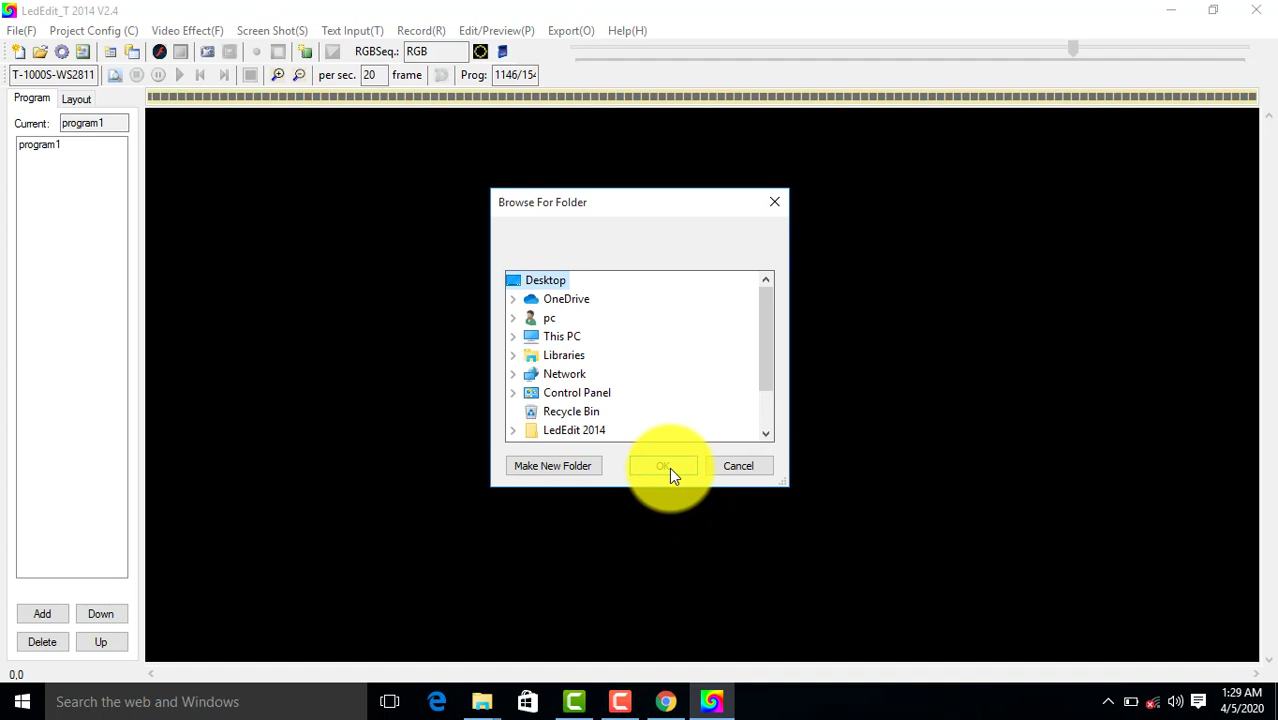 LedEdit_T 2014 V2.4
File(F) Project Config (C) Video Effect(F) Screen Shot(S) Text Input(T) Record(R) Edit/Preview(P) Export(O) Help(H)
RGBSeq.: RGB
T-1000S-WS2811 per sec. 20 frame Prog: 1146/154
Program Layout
Current: program1
program1
Browse For Folder
Desktop
OneDrive
pc
This PC
Libraries
Network
Control Panel
Recycle Bin
LedEdit 2014
Make New Folder OK Cancel
Add Down
Delete Up
0,0
Search the web and Windows
1:29 AM
4/5/2020